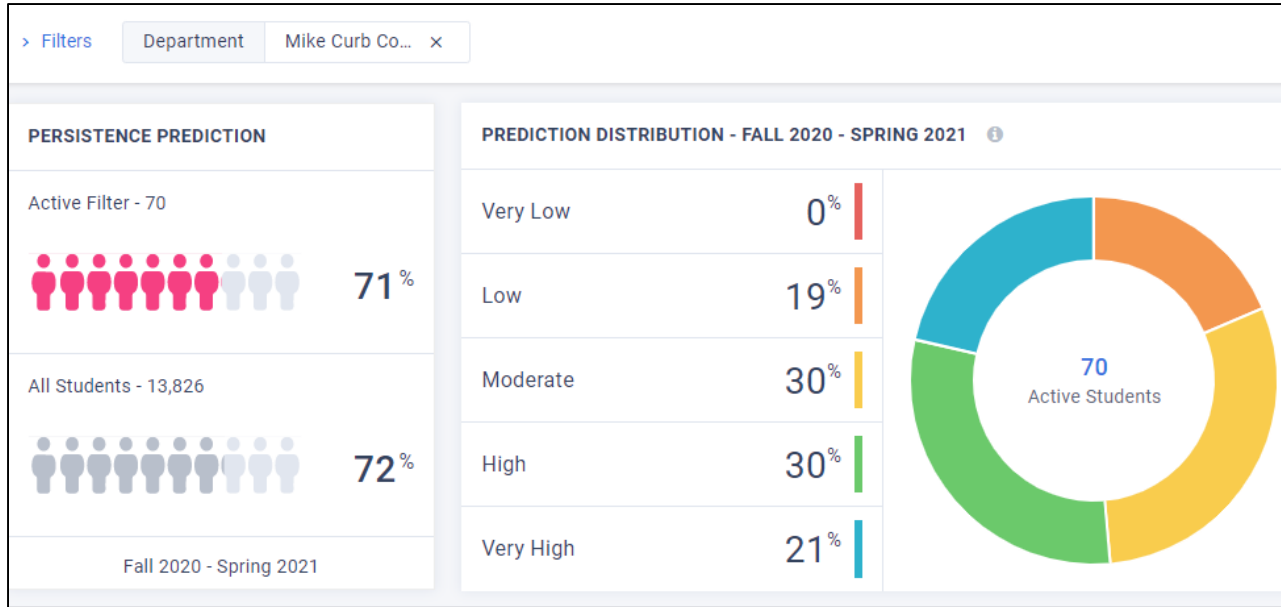 › Filters
Department
Mike Curb Co... ×
PERSISTENCE PREDICTION
Active Filter - 70
71%
All Students - 13,826
72%
Fall 2020 - Spring 2021
PREDICTION DISTRIBUTION - FALL 2020 - SPRING 2021 i
Very Low 0%
Low 19%
Moderate 30%
High 30%
Very High 21%
70
Active Students